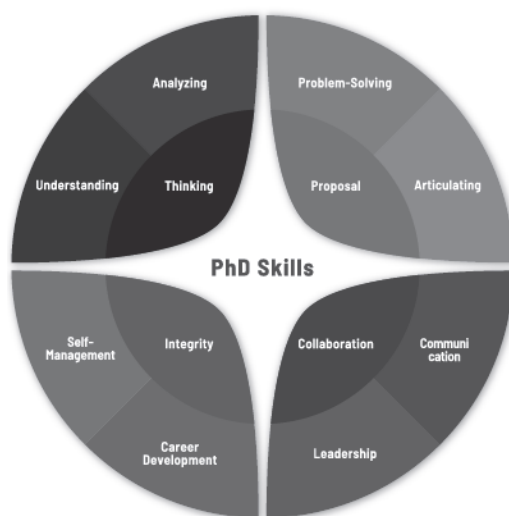 Analyzing
Problem-Solving
Understanding
Thinking
Proposal
Articulating
PhD Skills
Self-
Management
Integrity
Collaboration
Communi
cation
Career
Development
Leadership